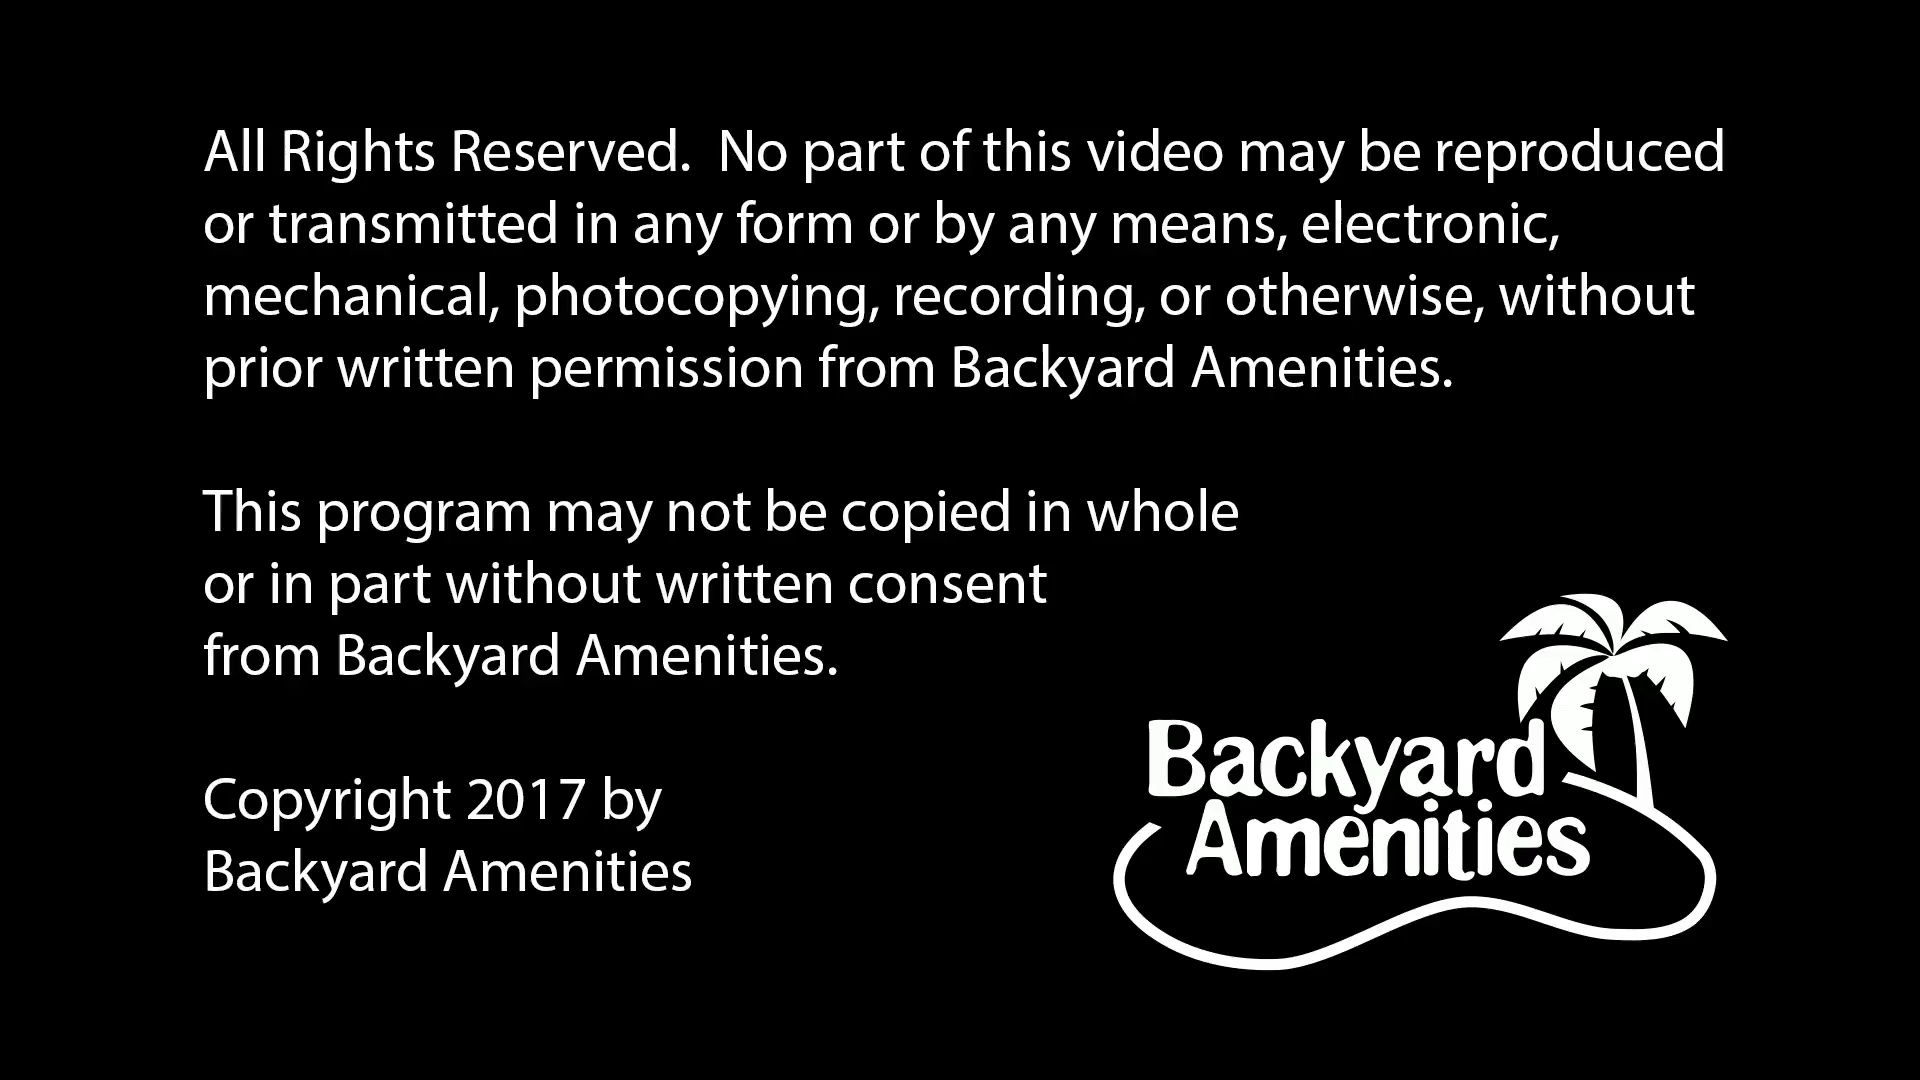 All Rights Reserved.  No part of this video may be reproduced
or transmitted in any form or by any means, electronic,
mechanical, photocopying, recording, or otherwise, without
prior written permission from Backyard Amenities.
This program may not be copied in whole
or in part without written consent
from Backyard Amenities.
Copyright 2017 by
Backyard Amenities
Backyard
Amenities